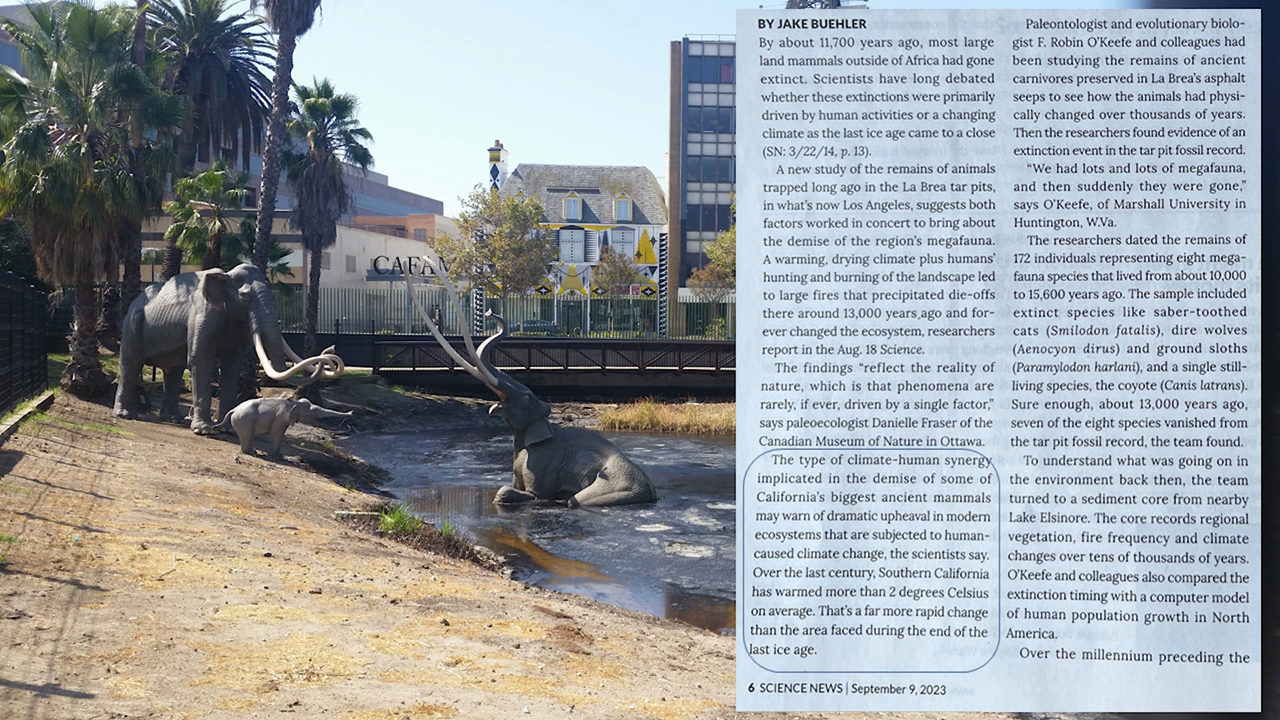 CAFAM
BY JAKE BUEHLER
By about 11,700 years ago, most large
land mammals outside of Africa had gone
extinct. Scientists have long debated
whether these extinctions were primarily
driven by human activities or a changing
climate as the last ice age came to a close
(SN: 3/22/14, p. 13).
A new study of the remains of animals
trapped long ago in the La Brea tar pits,
in what's now Los Angeles, suggests both
factors worked in concert to bring about
the demise of the region's megafauna.
A warming, drying climate plus humans'
hunting and burning of the landscape led
to large fires that precipitated die-offs
there around 13,000 years ago and for-
ever changed the ecosystem, researchers
report in the Aug. 18 Science.
The findings “reflect the reality of
nature, which is that phenomena are
rarely, if ever, driven by a single factor,”
says paleoecologist Danielle Fraser of the
Canadian Museum of Nature in Ottawa.
The type of climate-human synergy
implicated in the demise of some of
California's biggest ancient mammals
may warn of dramatic upheaval in modern
ecosystems that are subjected to human-
caused climate change, the scientists say.
Over the last century, Southern California
has warmed more than 2 degrees Celsius
on average. That's a far more rapid change
than the area faced during the end of the
last ice age.
6 SCIENCE NEWS | September 9, 2023
Paleontologist and evolutionary biolo-
gist F. Robin O'Keefe and colleagues had
been studying the remains of ancient
carnivores preserved in La Brea's asphalt
seeps to see how the animals had physi-
cally changed over thousands of years.
Then the researchers found evidence of an
extinction event in the tar pit fossil record.
“We had lots and lots of megafauna,
and then suddenly they were gone,”
says O'Keefe, of Marshall University in
Huntington, W.Va.
The researchers dated the remains of
172 individuals representing eight mega-
fauna species that lived from about 10,000
to 15,600 years ago. The sample included
extinct species like saber-toothed
cats (Smilodon fatalis), dire wolves
(Aenocyon dirus) and ground sloths
(Paramylodon harlani), and a single still-
living species, the coyote (Canis latrans).
Sure enough, about 13,000 years ago,
seven of the eight species vanished from
the tar pit fossil record, the team found.
To understand what was going on in
the environment back then, the team
turned to a sediment core from nearby
Lake Elsinore. The core records regional
vegetation, fire frequency and climate
changes over tens of thousands of years.
O'Keefe and colleagues also compared the
extinction timing with a computer model
of human population growth in North
America.
Over the millennium preceding the